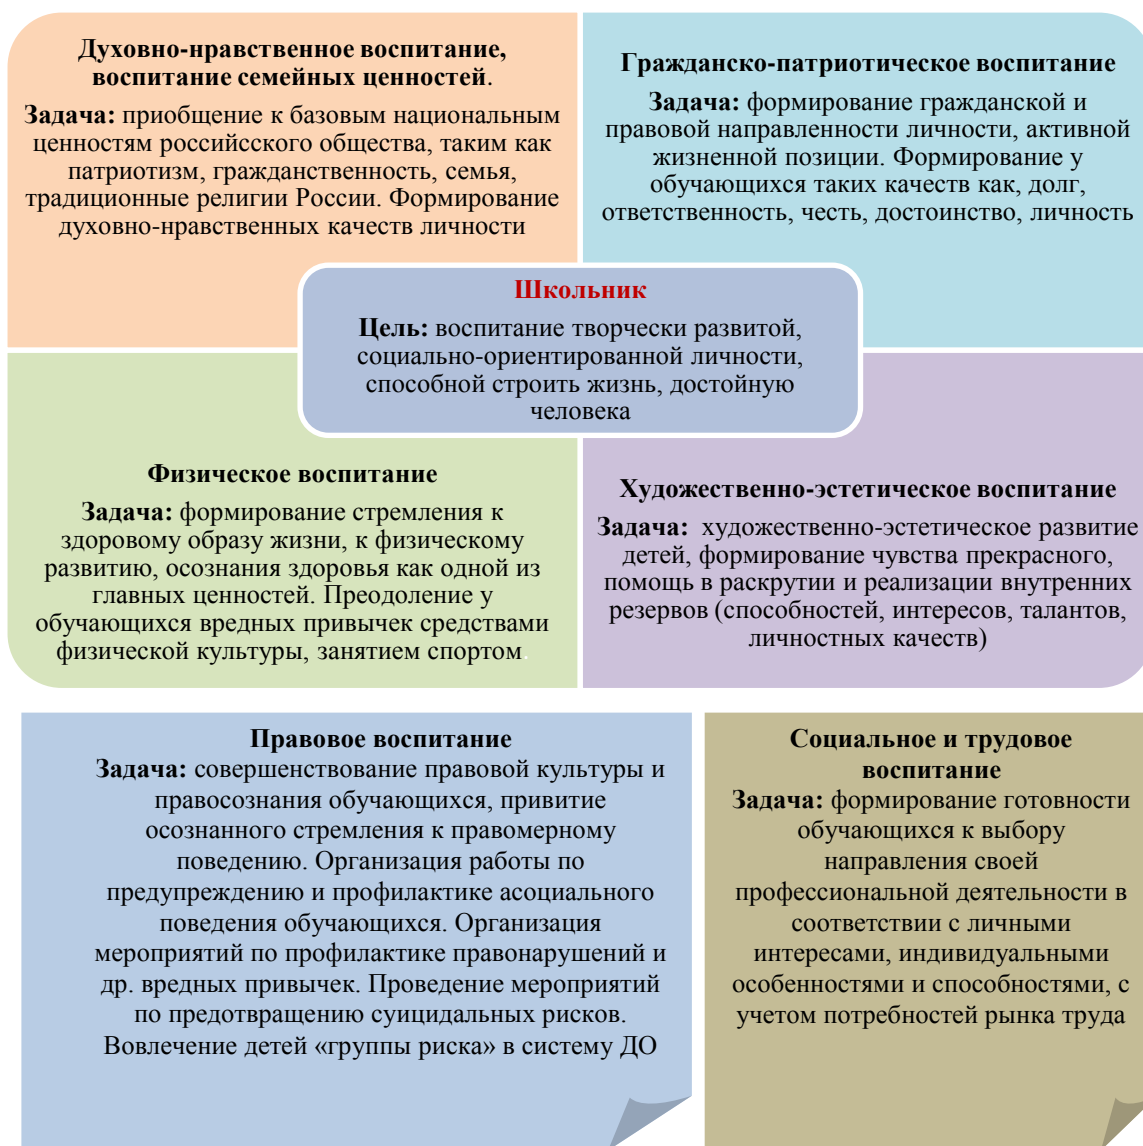 Духовно-нравственное воспитание,
воспитание семейных ценностей.
Задача: приобщение к базовым национальным
ценностям российсского общества, таким как
патриотизм, гражданственность, семья,
традиционные религии России. Формирование
духовно-нравственных качеств личности
Гражданско-патриотическое воспитание
Задача: формирование гражданской и
правовой направленности личности, активной
жизненной позиции. Формирование у
обучающихся таких качеств как, долг,
ответственность, честь, достоинство, личность
Школьник
Цель: воспитание творчески развитой,
социально-ориентированной личности,
способной строить жизнь, достойную
человека
Физическое воспитание
Задача: формирование стремления к
здоровому образу жизни, к физическому
развитию, осознания здоровья как одной из
главных ценностей. Преодоление у
обучающихся вредных привычек средствами
физической культуры, занятием спортом.
Художественно-эстетическое воспитание
Задача: художественно-эстетическое развитие
детей, формирование чувства прекрасного,
помощь в раскрутии и реализации внутренних
резервов (способностей, интересов, талантов,
личностных качеств)
Правовое воспитание
Задача: совершенствование правовой культуры и
правосознания обучающихся, привитие
осознанного стремления к правомерному
поведению. Организация работы по
предупреждению и профилактике асоциального
поведения обучающихся. Организация
мероприятий по профилактике правонарушений и
др. вредных привычек. Проведение мероприятий
по предотвращению суицидальных рисков.
Вовлечение детей «группы риска» в систему ДО
Социальное и трудовое
воспитание
Задача: формирование готовности
обучающихся к выбору
направления своей
профессиональной деятельности в
соответствии с личными
интересами, индивидуальными
особенностями и способностями, с
учетом потребностей рынка труда